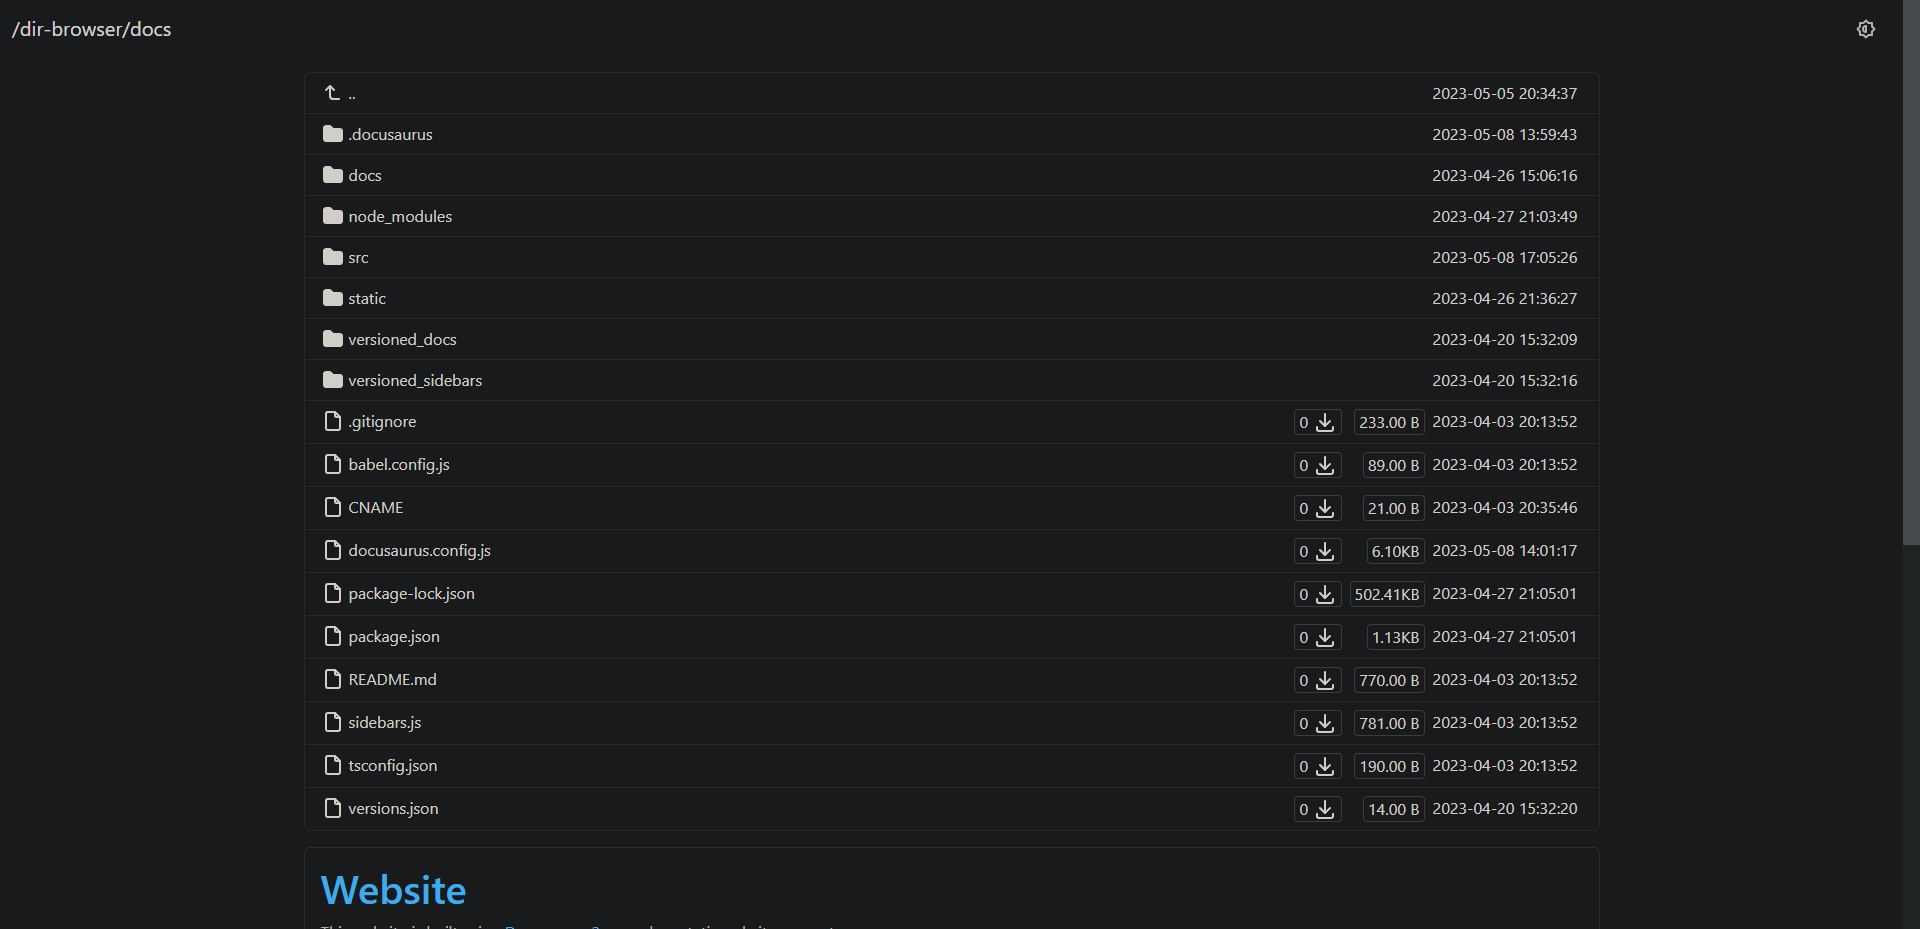 /dir-browser/docs
.. 2023-05-05 20:34:37
.docusaurus 2023-05-08 13:59:43
docs 2023-04-26 15:06:16
node_modules 2023-04-27 21:03:49
src 2023-05-08 17:05:26
static 2023-04-26 21:36:27
versioned_docs 2023-04-20 15:32:09
versioned_sidebars 2023-04-20 15:32:16
.gitignore 0 233.00 B 2023-04-03 20:13:52
babel.config.js 0 89.00 B 2023-04-03 20:13:52
CNAME 0 21.00 B 2023-04-03 20:35:46
docusaurus.config.js 0 6.10KB 2023-05-08 14:01:17
package-lock.json 0 502.41KB 2023-04-27 21:05:01
package.json 0 1.13KB 2023-04-27 21:05:01
README.md 0 770.00 B 2023-04-03 20:13:52
sidebars.js 0 781.00 B 2023-04-03 20:13:52
tsconfig.json 0 190.00 B 2023-04-03 20:13:52
versions.json 0 14.00 B 2023-04-20 15:32:20
Website